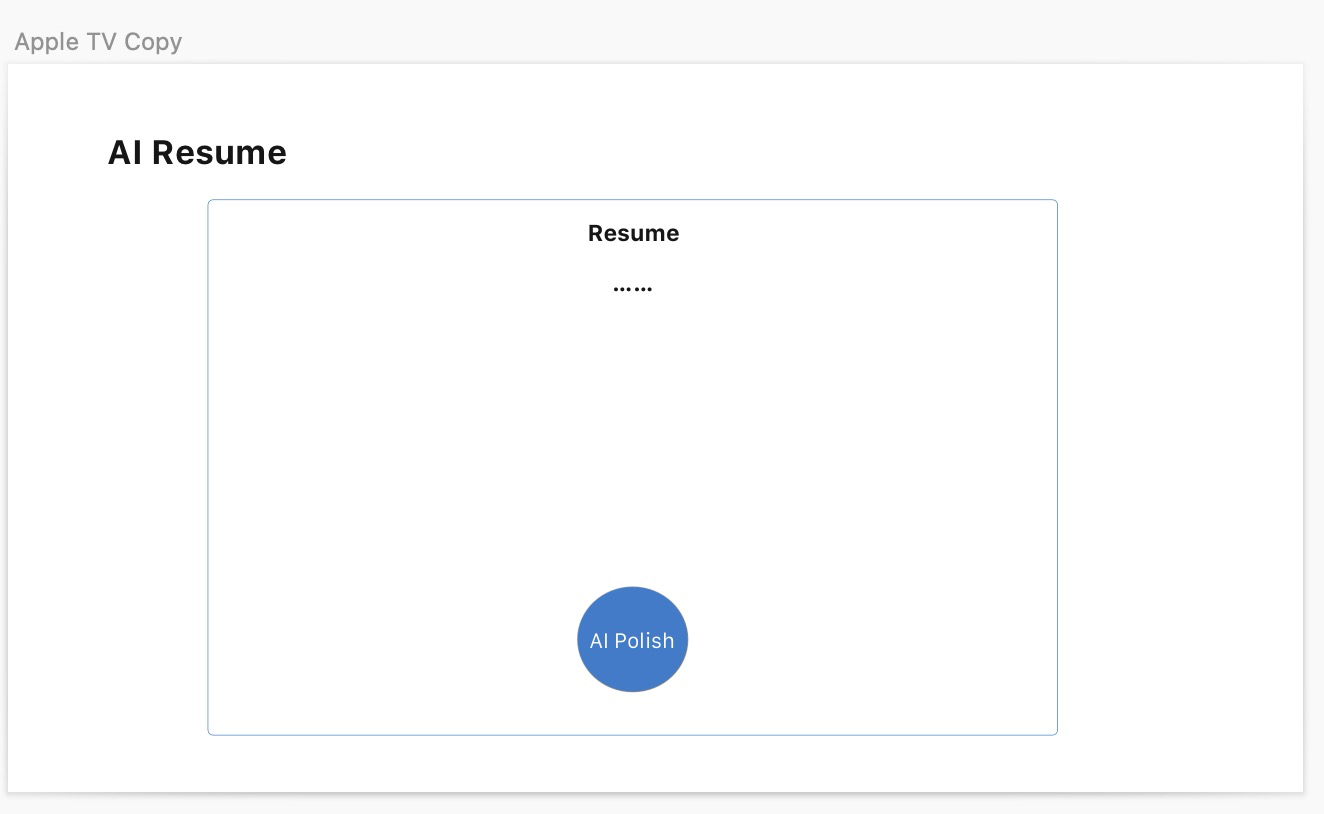 Apple TV Copy
AI Resume
Resume
……
AI Polish